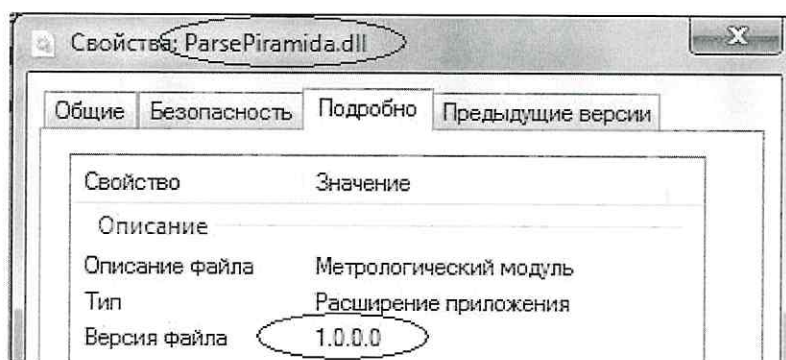 Свойства: ParsePiramida.dll
Общие Безопасность Подробно Предыдущие версии
Свойство Значение
Описание
Описание файла Метрологический модуль
Тип Расширение приложения
Версия файла 1.0.0.0